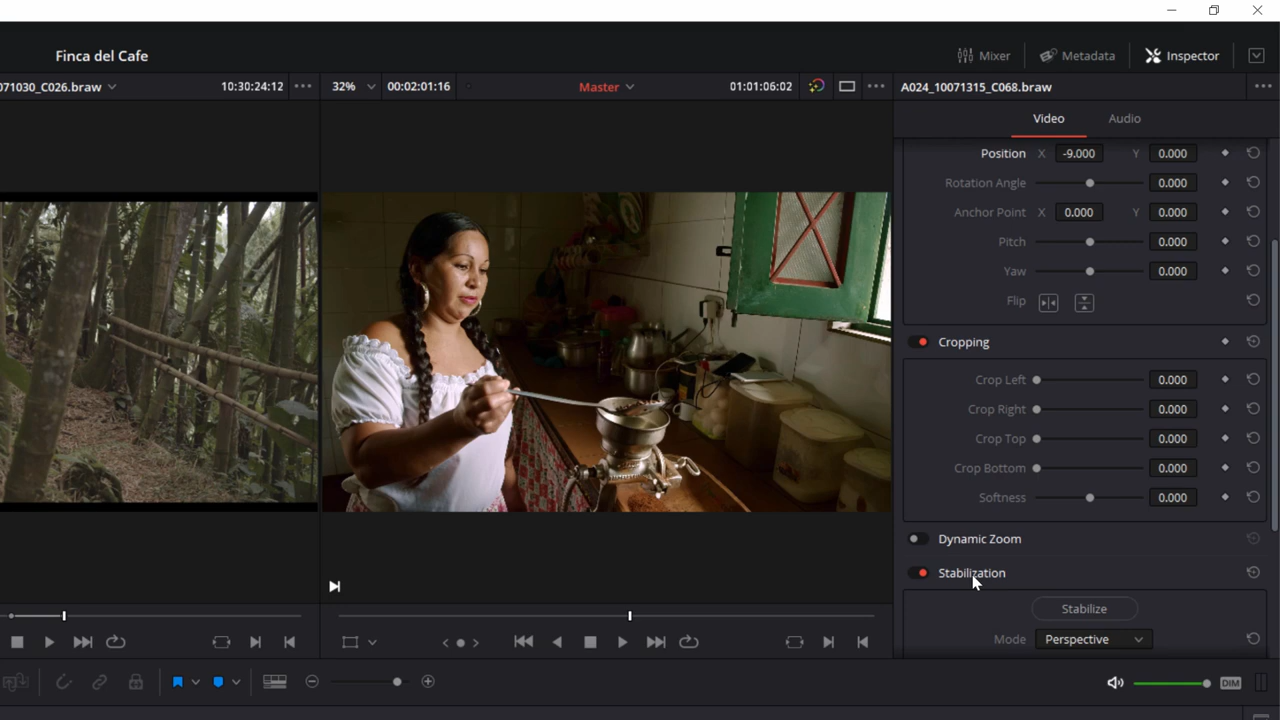 Finca del Cafe
Mixer
Metadata
Inspector
071030_C026.braw
10:30:24:12
32%
00:02:01:16
Master
01:01:06:02
A024_10071315_C068.braw
Video
Audio
Position X -9.000 Y 0.000
Rotation Angle 0.000
Anchor Point X 0.000 Y 0.000
Pitch 0.000
Yaw 0.000
Flip
Cropping
Crop Left 0.000
Crop Right 0.000
Crop Top 0.000
Crop Bottom 0.000
Softness 0.000
Dynamic Zoom
Stabilization
Stabilize
Mode Perspective
DIM